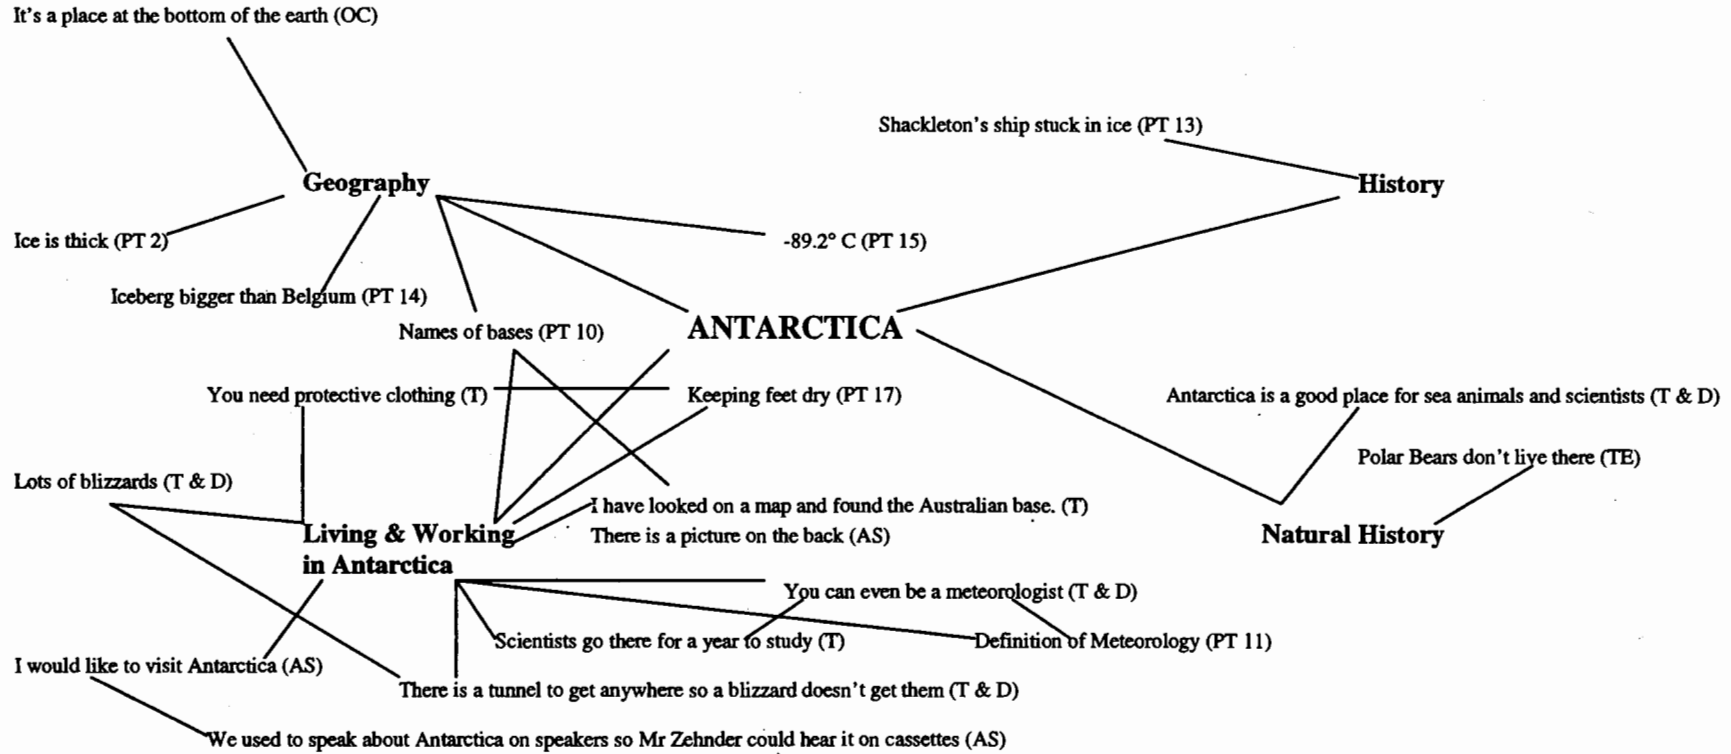 It's a place at the bottom of the earth (OC)
Shackleton's ship stuck in ice (PT 13)
Geography
History
Ice is thick (PT 2)
-89.2° C (PT 15)
Iceberg bigger than Belgium (PT 14)
Names of bases (PT 10)
ANTARCTICA
You need protective clothing (T)
Keeping feet dry (PT 17)
Antarctica is a good place for sea animals and scientists (T & D)
Polar Bears don't live there (TE)
Lots of blizzards (T & D)
I have looked on a map and found the Australian base. (T)
There is a picture on the back (AS)
Living & Working
in Antarctica
Natural History
You can even be a meteorologist (T & D)
Scientists go there for a year to study (T)
Definition of Meteorology (PT 11)
I would like to visit Antarctica (AS)
There is a tunnel to get anywhere so a blizzard doesn't get them (T & D)
We used to speak about Antarctica on speakers so Mr Zehnder could hear it on cassettes (AS)